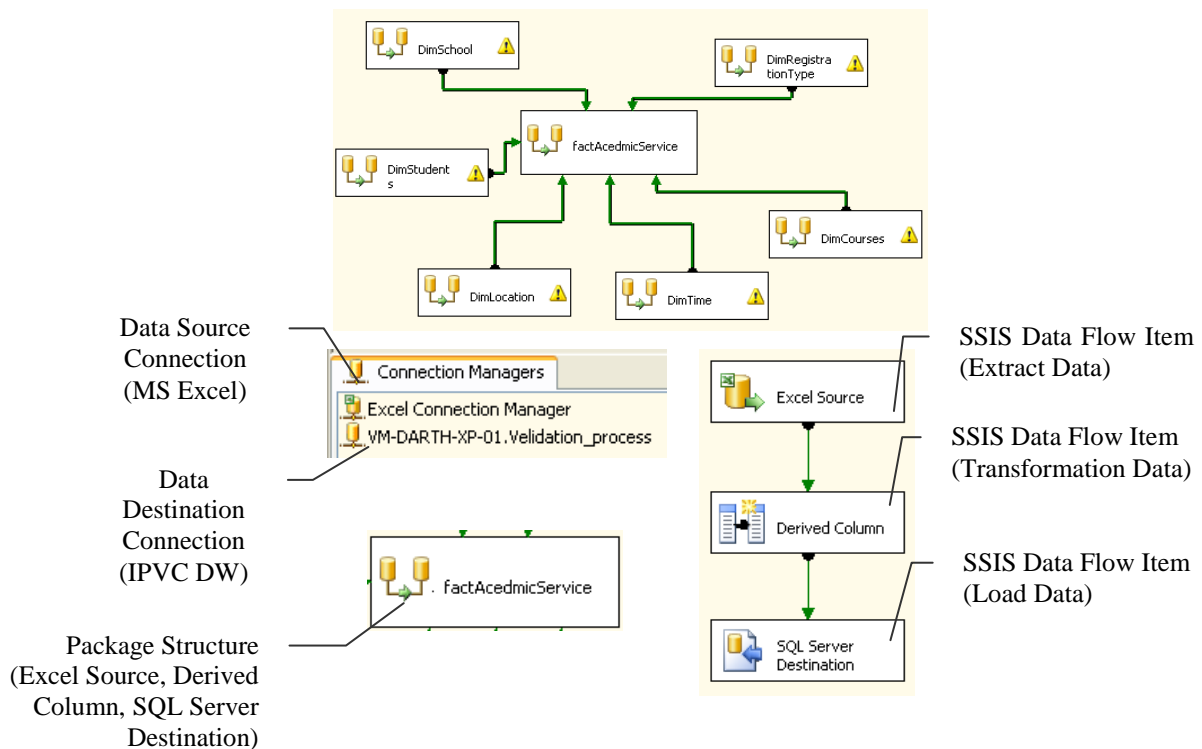 DimSchool
DimRegistra
tionType
factAcedmicService
DimStudent
s
DimCourses
DimLocation
DimTime
Data Source
Connection
(MS Excel)
Connection Managers
Excel Connection Manager
VM-DARTH-XP-01.Velidation_process
Data
Destination
Connection
(IPVC DW)
factAcedmicService
Package Structure
(Excel Source, Derived
Column, SQL Server
Destination)
Excel Source
Derived Column
SQL Server
Destination
SSIS Data Flow Item
(Extract Data)
SSIS Data Flow Item
(Transformation Data)
SSIS Data Flow Item
(Load Data)